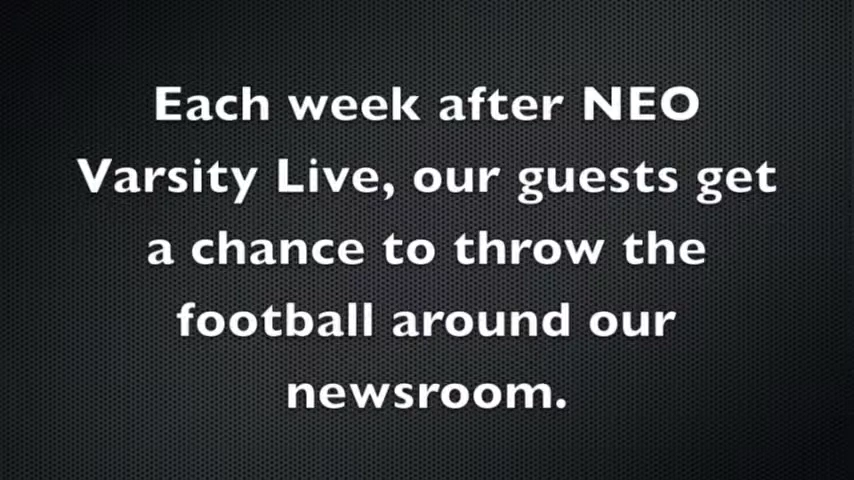 Each week after NEO
Varsity Live, our guests get
a chance to throw the
football around our
newsroom.